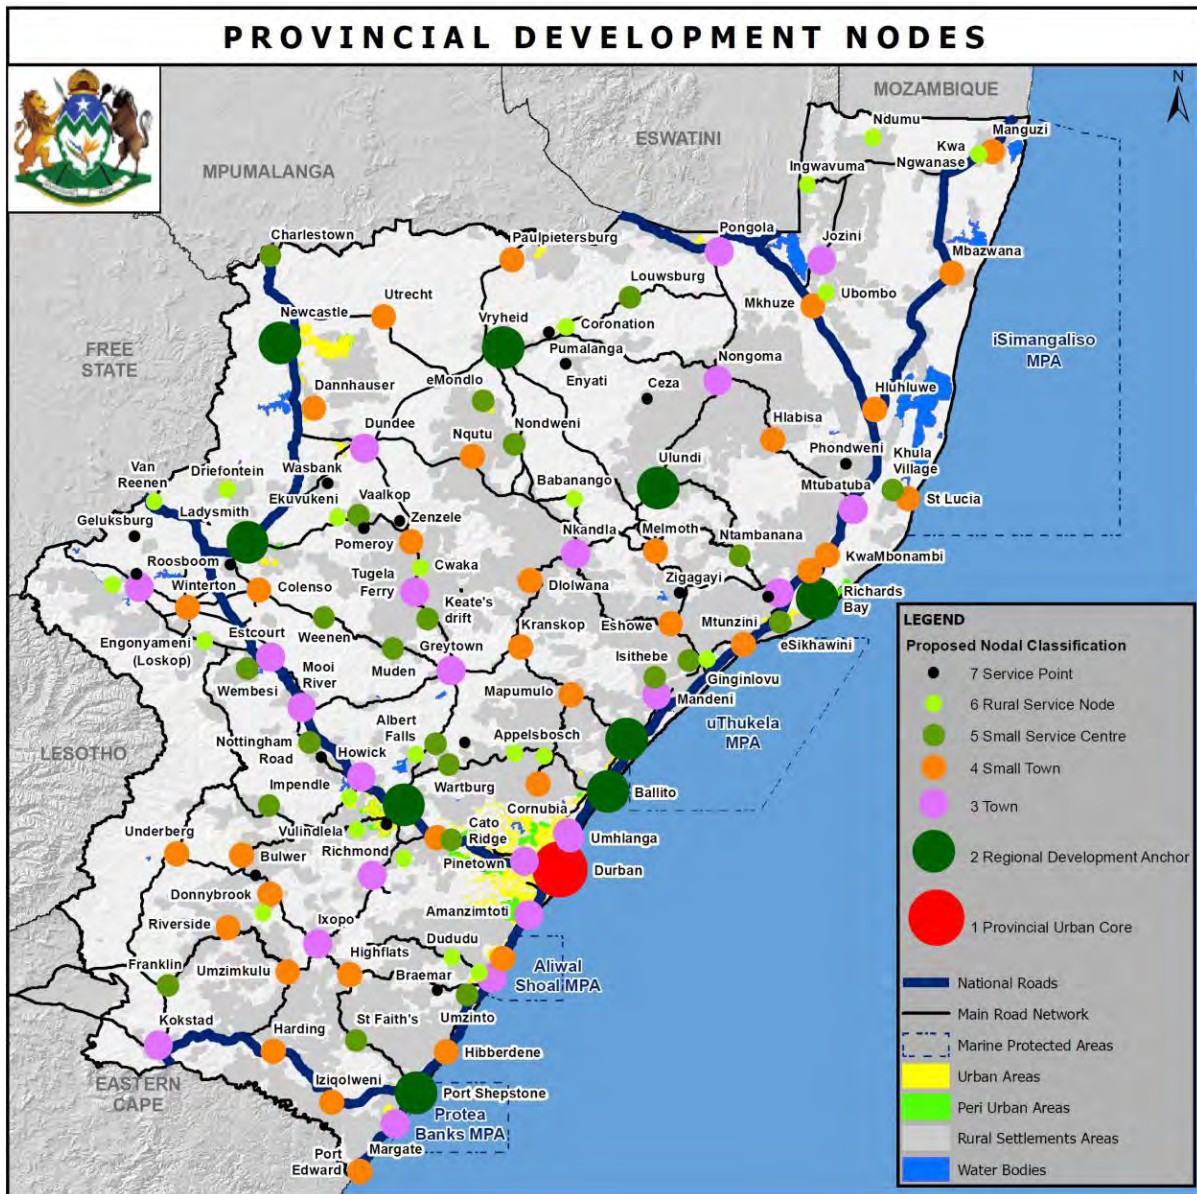 PROVINCIAL DEVELOPMENT NODES
MOZAMBIQUE
N
ESWATINI
MPUMALANGA
Ndumu
Manguzi
Kwa
Ngwanase
Ingwavuma
Charlestown
Paulpietersburg
Pongola
Jozini
Mbazwana
Louwsburg
Utrecht
Mkhuze
Ubombo
Newcastle
Vryheid
Coronation
FREE
STATE
Pumalanga
iSimangaliso
MPA
Nongoma
Enyati
Dannhauser
eMondlo
Ceza
Hluhluwe
Dundee
Nqutu
Nondweni
Hlabisa
Phondweni
Khula
Village
Van
Reenen
Driefontein
Wasbank
Ulundi
Mtubatuba
St Lucia
Ekuvukeni
Vaalkop
Babanango
Ladysmith
Geluksburg
Zenzele
Pomeroy
Nkandla
Melmoth
Ntambanana
KwaMbonambi
Roosboom
Cwaka
Winterton
Colenso
Tugela
Ferry
Dlolwana
Zigagayi
Richards
Bay
Keate's
drift
Weenen
Kranskop
Eshowe
Mtunzini
eSikhawini
Engonyameni
(Loskop)
Estcourt
Greytown
Muden
Isithebe
Gingindlovu
Wembesi
Mooi
River
Mapumulo
Mandeni
uThukela
MPA
Albert
Falls
Appelsbosch
LESOTHO
Nottingham
Road
Howick
Impendle
Wartburg
Ballito
Cornubia
Underberg
Vulindlela
Cato
Ridge
Umhlanga
Bulwer
Richmond
Pinetown
Durban
Donnybrook
Amanzimtoti
Riverside
Ixopo
Highflats
Dududu
Franklin
Umzimkulu
Braemar
Aliwal
Shoal MPA
Umzinto
Kokstad
Harding
St Faith's
Hibberdene
EASTERN
CAPE
Iziqolweni
Port Shepstone
Protea
Banks MPA
Margate
Port
Edward
LEGEND
Proposed Nodal Classification
7 Service Point
6 Rural Service Node
5 Small Service Centre
4 Small Town
3 Town
2 Regional Development Anchor
1 Provincial Urban Core
National Roads
Main Road Network
Marine Protected Areas
Urban Areas
Peri Urban Areas
Rural Settlements Areas
Water Bodies